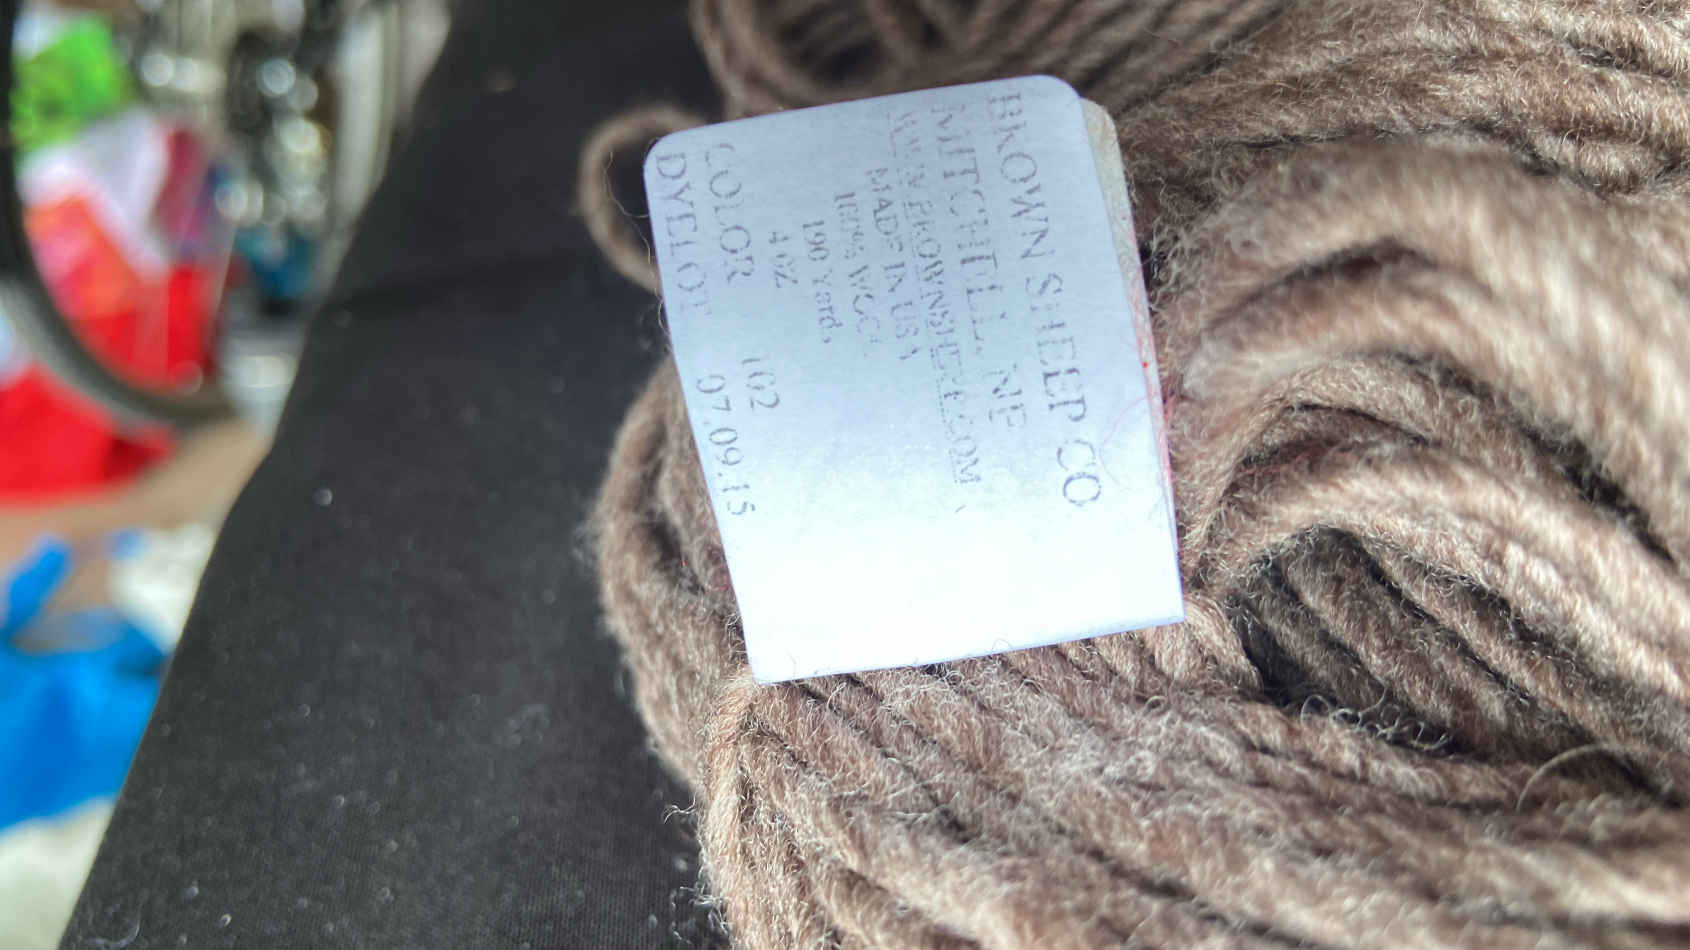 BROWN SHEEP CO
MITCHELL, NE
WWW.BROWNSHEEP.COM
MADE IN USA
100% WOOL
190 Yards
4 OZ
COLOR 102
DYELOT 07.09.15